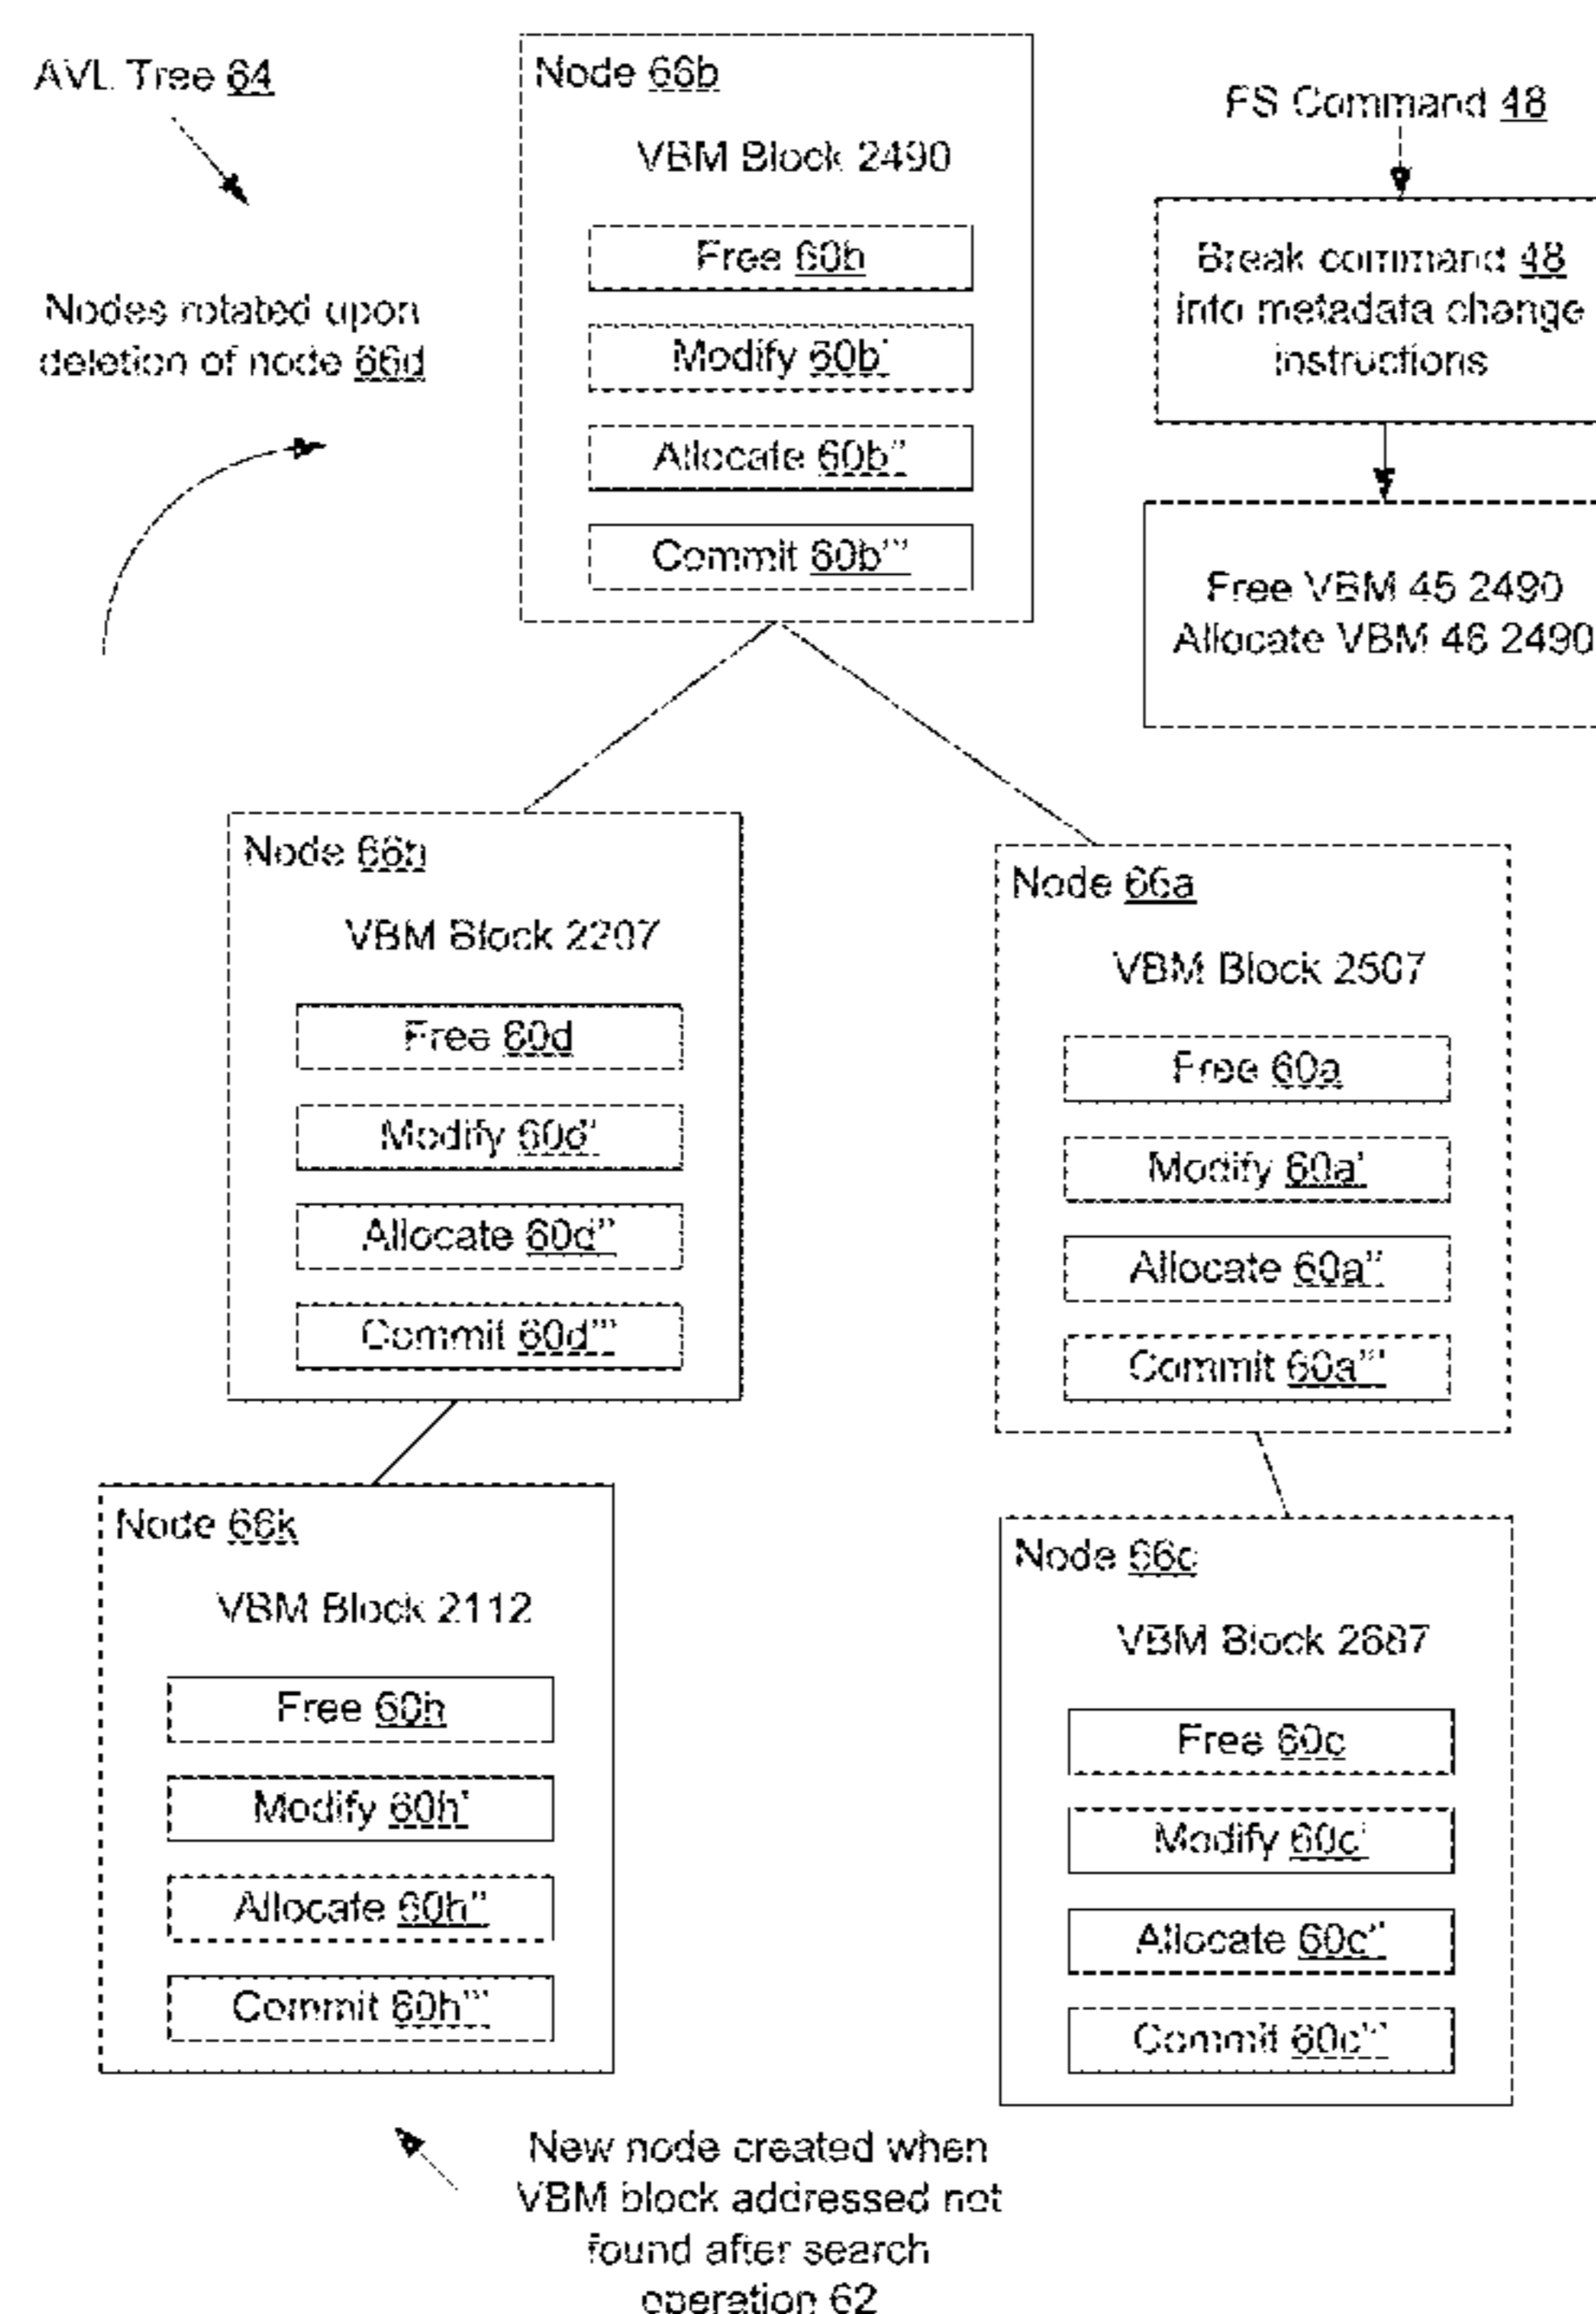 AVL Tree 64
Nodes rotated upon
deletion of node 66d
Node 66b
VBM Block 2490
Free 60b
Modify 60b'
Allocate 60b''
Commit 60b'''
FS Command 48
Break command 48
into metadata change
instructions
Free VBM 45 2490
Allocate VBM 46 2490
Node 66h
VBM Block 2207
Free 60d
Modify 60d'
Allocate 60d''
Commit 60d'''
Node 66a
VBM Block 2507
Free 60a
Modify 60a'
Allocate 60a''
Commit 60a'''
Node 66k
VBM Block 2112
Free 60h
Modify 60h'
Allocate 60h''
Commit 60h'''
Node 66c
VBM Block 2687
Free 60c
Modify 60c'
Allocate 60c''
Commit 60c'''
New node created when
VBM block addressed not
found after search
operation 62